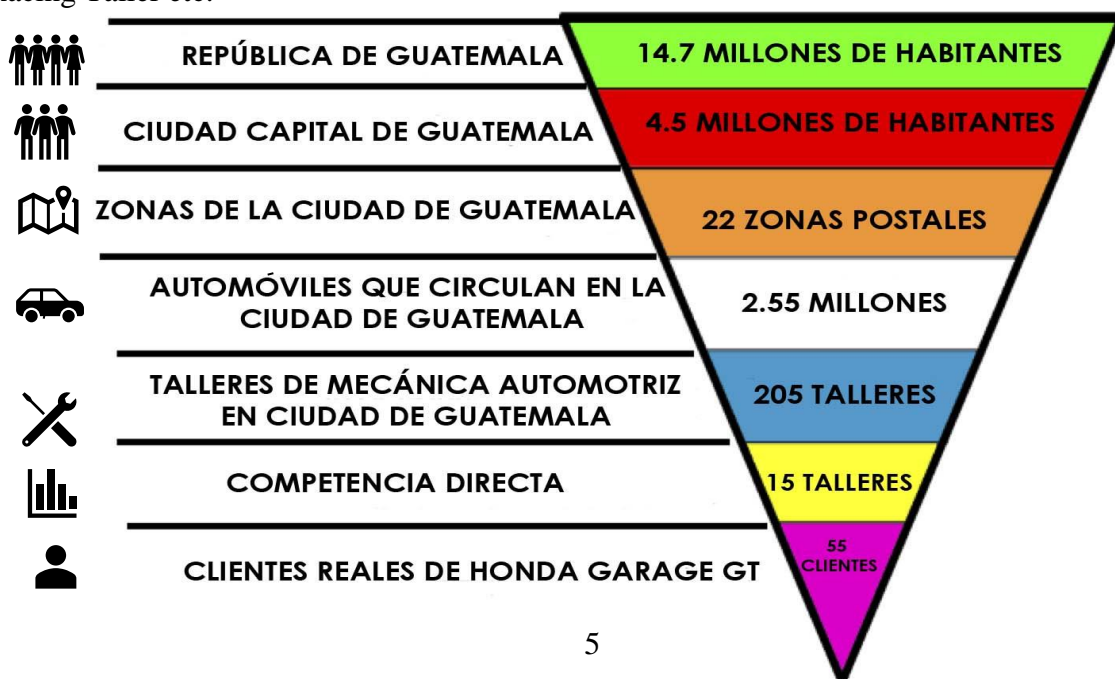 Taller etc.
REPÚBLICA DE GUATEMALA
14.7 MILLONES DE HABITANTES
CIUDAD CAPITAL DE GUATEMALA
4.5 MILLONES DE HABITANTES
ZONAS DE LA CIUDAD DE GUATEMALA
22 ZONAS POSTALES
AUTOMÓVILES QUE CIRCULAN EN LA
CIUDAD DE GUATEMALA
2.55 MILLONES
TALLERES DE MECÁNICA AUTOMOTRIZ
EN CIUDAD DE GUATEMALA
205 TALLERES
COMPETENCIA DIRECTA
15 TALLERES
CLIENTES REALES DE HONDA GARAGE GT
55
CLIENTES
5